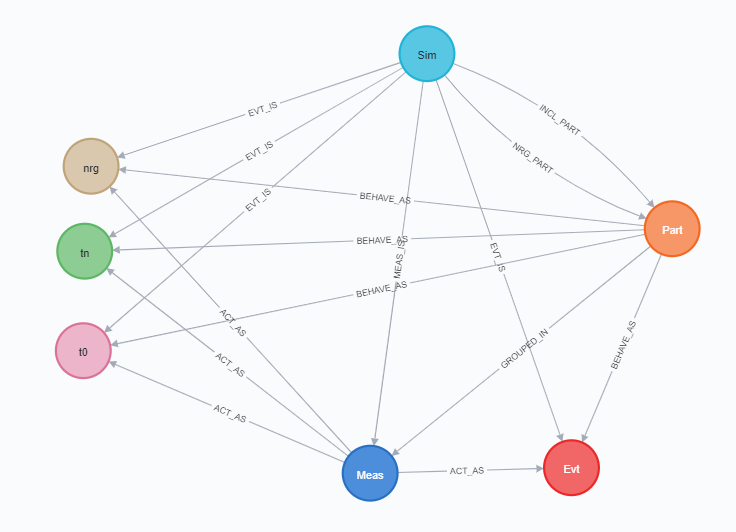 Sim
INCL_PART
EVT_IS
EVT_IS
NRG_PART
nrg
EVT_IS
BEHAVE_AS
Part
tn
BEHAVE_AS
MEAS_IS
EVT_IS
BEHAVE_AS
ACT_AS
BEHAVE_AS
GROUPED_IN
t0
ACT_AS
ACT_AS
Meas
ACT_AS
Evt